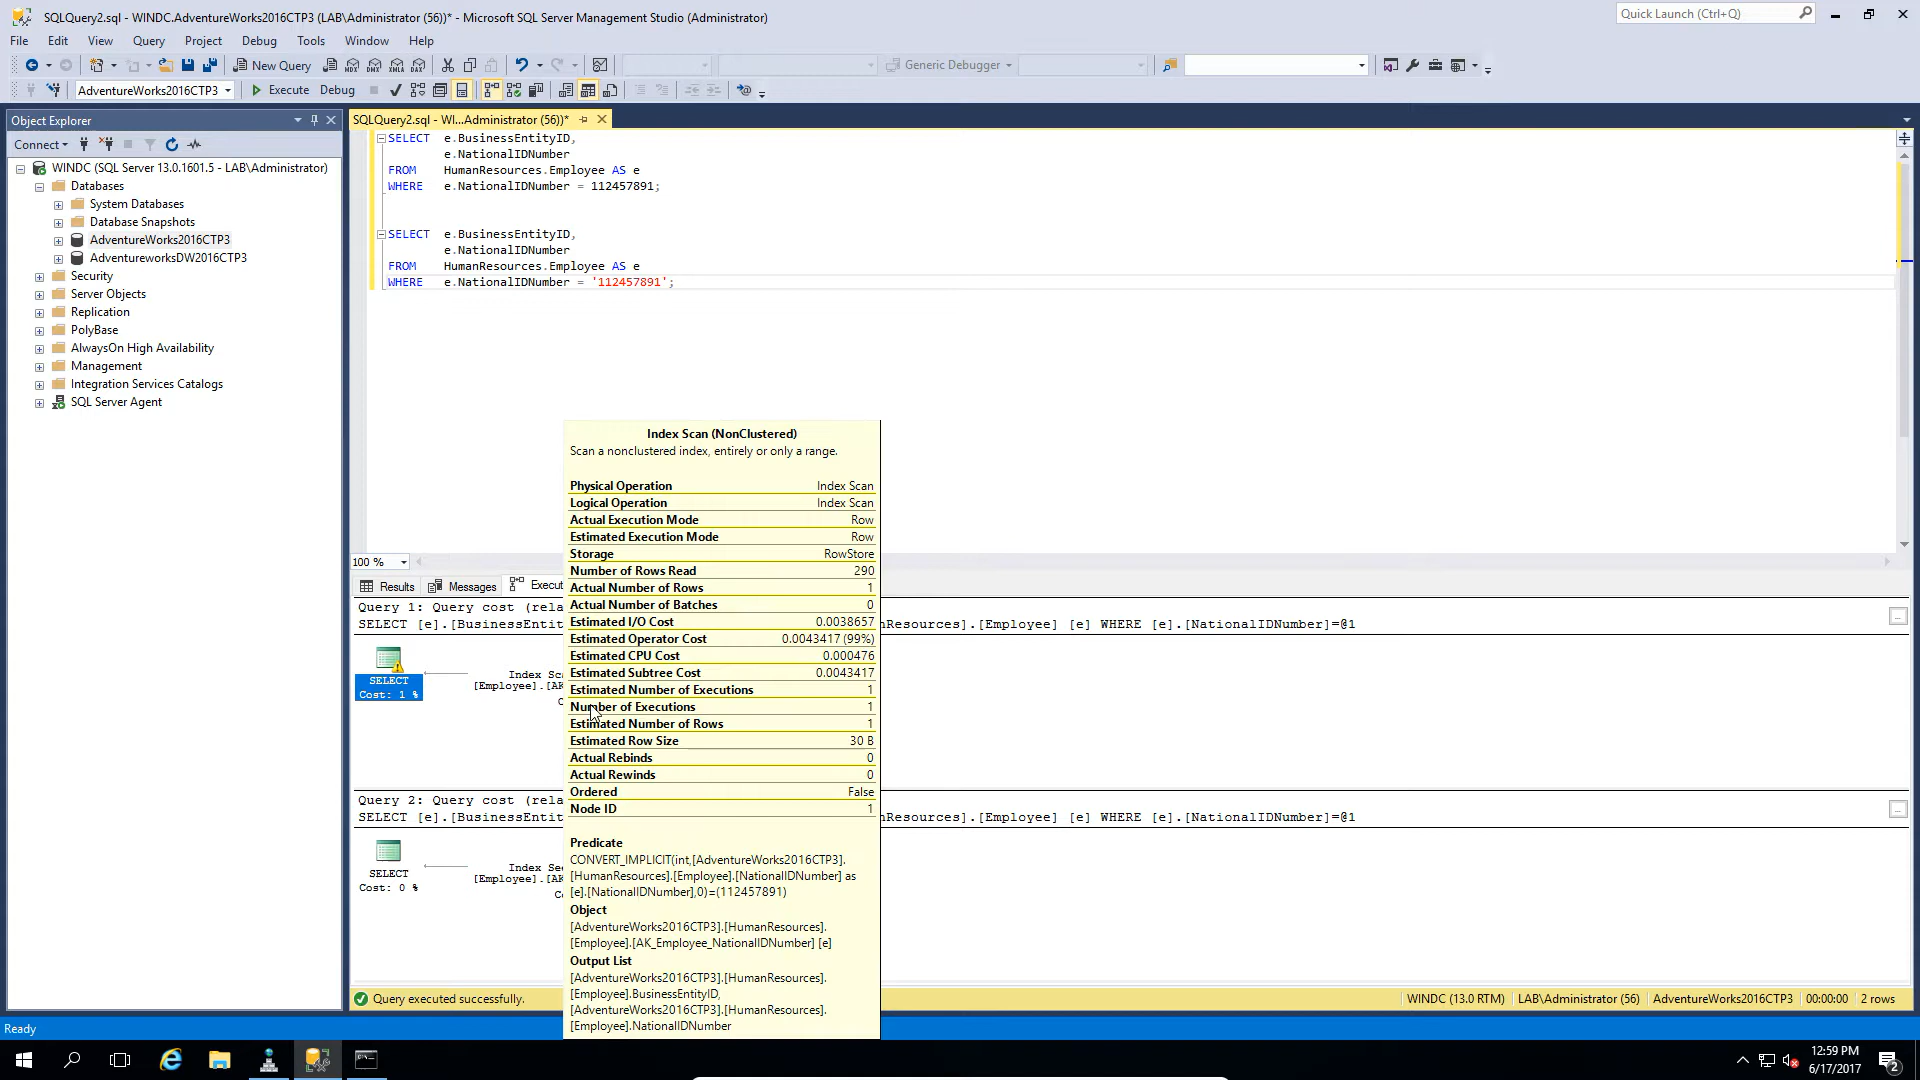 SQLQuery2.sql - WINDC.AdventureWorks2016CTP3 (LAB\Administrator (56))* - Microsoft SQL Server Management Studio (Administrator)
Quick Launch (Ctrl+Q)
File Edit View Query Project Debug Tools Window Help
New Query
Generic Debugger
AdventureWorks2016CTP3
Execute Debug
Object Explorer
Connect
WINDC (SQL Server 13.0.1601.5 - LAB\Administrator)
Databases
System Databases
Database Snapshots
AdventureWorks2016CTP3
AdventureworksDW2016CTP3
Security
Server Objects
Replication
PolyBase
AlwaysOn High Availability
Management
Integration Services Catalogs
SQL Server Agent
SQLQuery2.sql - WI...Administrator (56))*
SELECT e.BusinessEntityID,
e.NationalIDNumber
FROM HumanResources.Employee AS e
WHERE e.NationalIDNumber = 112457891;
SELECT e.BusinessEntityID,
e.NationalIDNumber
FROM HumanResources.Employee AS e
WHERE e.NationalIDNumber = '112457891';
100 %
Results Messages Execu
Query 1: Query cost (rela
SELECT [e].[BusinessEntit nResources].[Employee] [e] WHERE [e].[NationalIDNumber]=@1
SELECT
Cost: 1 %
Index Sca
[Employee].[AK
Query 2: Query cost (rela
SELECT [e].[BusinessEntit nResources].[Employee] [e] WHERE [e].[NationalIDNumber]=@1
SELECT
Cost: 0 %
Index See
[Employee].[AK
Co
Index Scan (NonClustered)
Scan a nonclustered index, entirely or only a range.
Physical Operation Index Scan
Logical Operation Index Scan
Actual Execution Mode Row
Estimated Execution Mode Row
Storage RowStore
Number of Rows Read 290
Actual Number of Rows 1
Actual Number of Batches 0
Estimated I/O Cost 0.0038657
Estimated Operator Cost 0.0043417 (99%)
Estimated CPU Cost 0.000476
Estimated Subtree Cost 0.0043417
Estimated Number of Executions 1
Number of Executions 1
Estimated Number of Rows 1
Estimated Row Size 30 B
Actual Rebinds 0
Actual Rewinds 0
Ordered False
Node ID 1
Predicate
CONVERT_IMPLICIT(int,[AdventureWorks2016CTP3].
[HumanResources].[Employee].[NationalIDNumber] as
[e].[NationalIDNumber],0)=(112457891)
Object
[AdventureWorks2016CTP3].[HumanResources].
[Employee].[AK_Employee_NationalIDNumber] [e]
Output List
[AdventureWorks2016CTP3].[HumanResources].
[Employee].BusinessEntityID,
[AdventureWorks2016CTP3].[HumanResources].
[Employee].NationalIDNumber
Query executed successfully.
WINDC (13.0 RTM) LAB\Administrator (56) AdventureWorks2016CTP3 00:00:00 2 rows
Ready
12:59 PM
6/17/2017
2